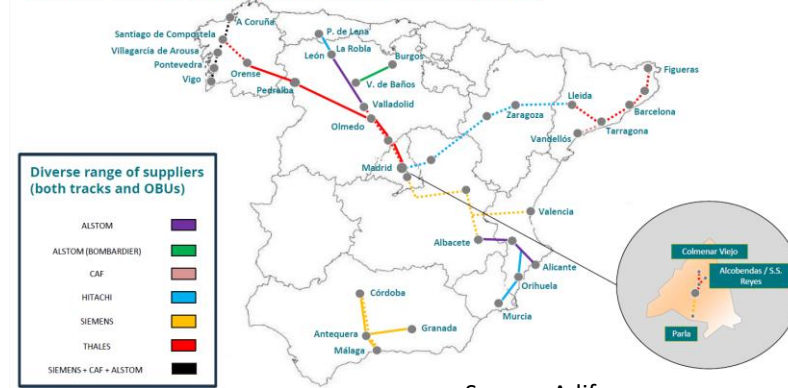 A Coruña
Santiago de Compostela
Villagarcía de Arousa
Pontevedra
Vigo
Orense
Pedralba
P. de Lena
La Robla
León
Burgos
V. de Baños
Valladolid
Olmedo
Madrid
Zaragoza
Lleida
Figueras
Barcelona
Tarragona
Vandellós
Valencia
Albacete
Alicante
Orihuela
Murcia
Córdoba
Antequera
Granada
Málaga
Colmenar Viejo
Alcobendas / S.S.
Reyes
Parla
Diverse range of suppliers
(both tracks and OBUs)
ALSTOM
ALSTOM (BOMBARDIER)
CAF
HITACHI
SIEMENS
THALES
SIEMENS + CAF + ALSTOM